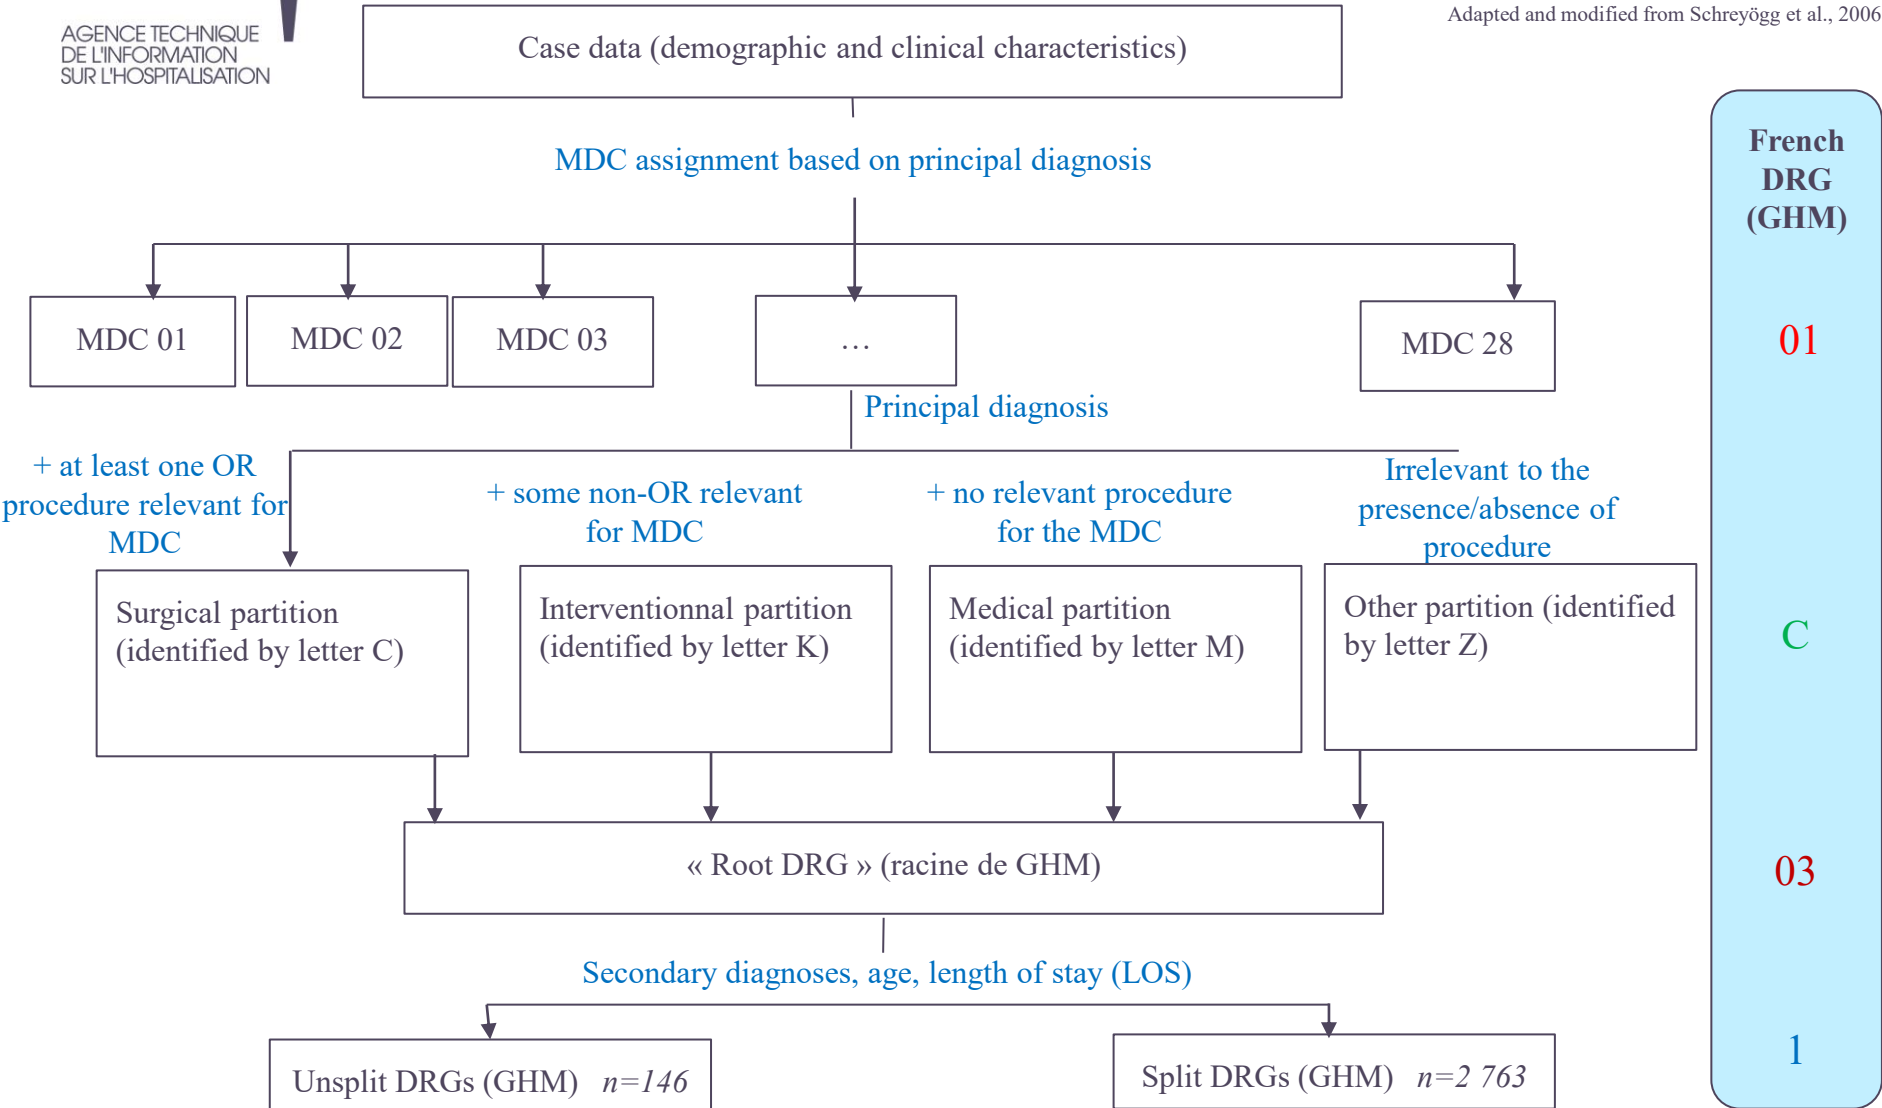 AGENCE TECHNIQUE
DE L'INFORMATION
SUR L'HOSPITALISATION
Case data (demographic and clinical characteristics)
Adapted and modified from Schreyögg et al., 2006
MDC assignment based on principal diagnosis
French
DRG
(GHM)
MDC 01
MDC 02
MDC 03
…
MDC 28
01
Principal diagnosis
+ at least one OR
procedure relevant for
MDC
+ some non-OR relevant
for MDC
+ no relevant procedure
for the MDC
Irrelevant to the
presence/absence of
procedure
Surgical partition
(identified by letter C)
Interventionnal partition
(identified by letter K)
Medical partition
(identified by letter M)
Other partition (identified
by letter Z)
C
« Root DRG » (racine de GHM)
03
Secondary diagnoses, age, length of stay (LOS)
Unsplit DRGs (GHM) n=146
Split DRGs (GHM) n=2 763
1